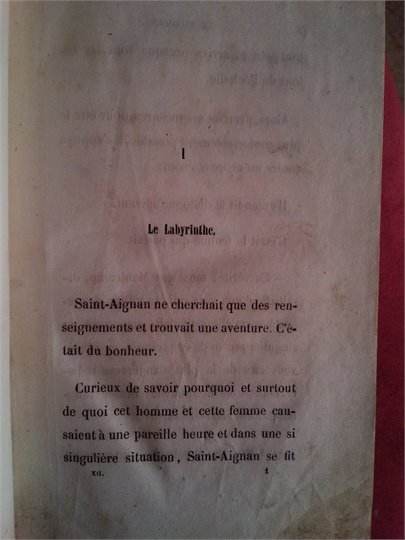 I
Le Labyrinthe.
Saint-Aignan ne cherchait que des ren-
seignements et trouvait une aventure. C'é-
tait du bonheur.
Curieux de savoir pourquoi et surtout
de quoi cet homme et cette femme cau-
saient à une pareille heure et dans une si
singulière situation, Saint-Aignan se fit
XII. 1